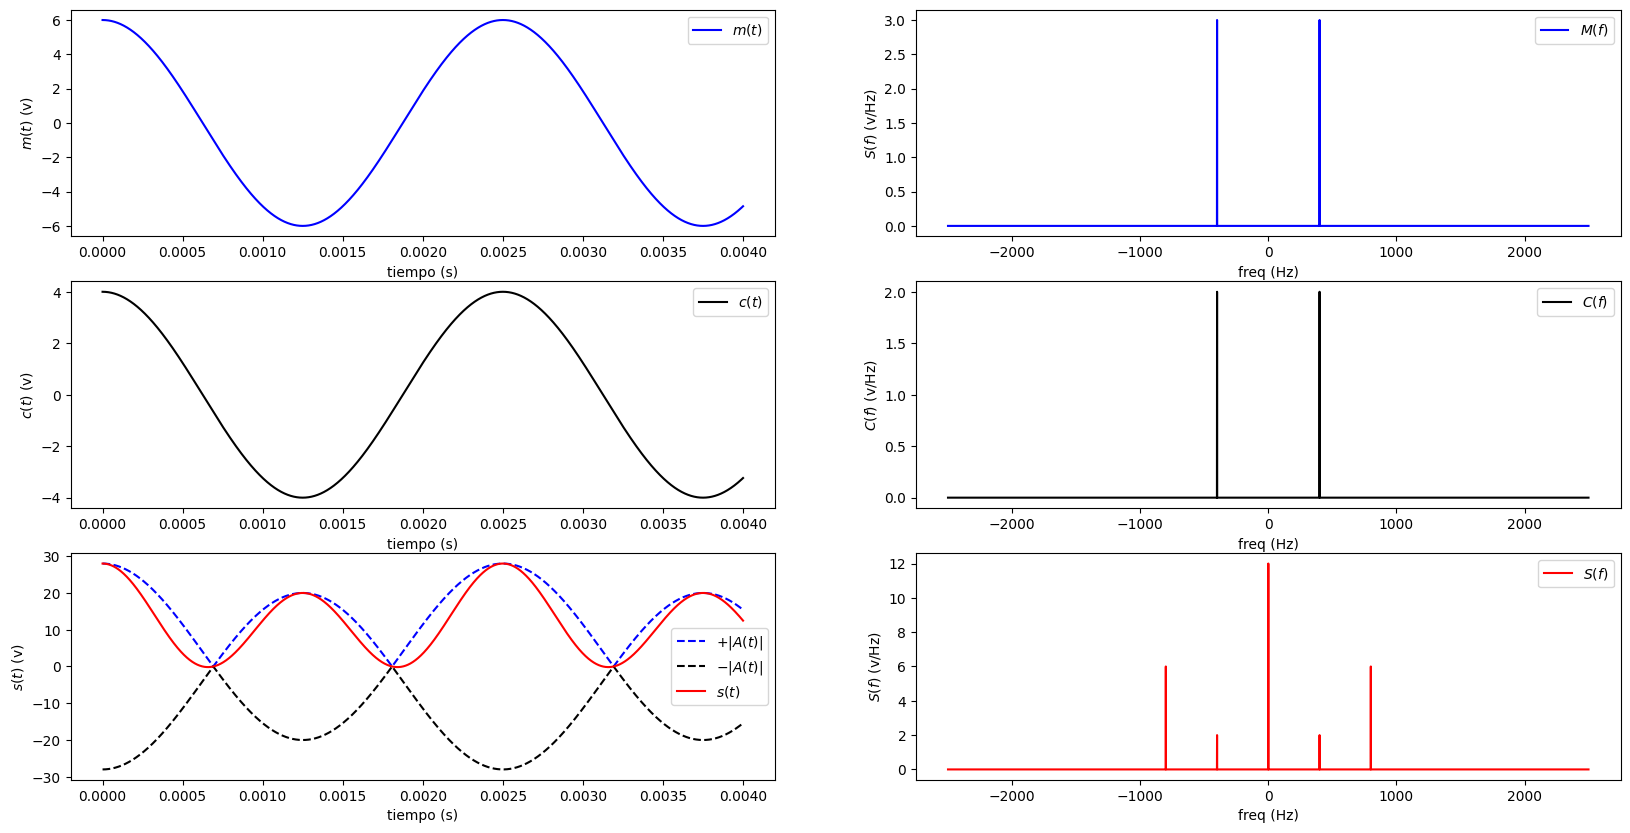 6
4
2
0
−2
−4
−6
m(t) (v)
m(t)
0.0000 0.0005 0.0010 0.0015 0.0020 0.0025 0.0030 0.0035 0.0040
tiempo (s)
3.0
2.5
2.0
1.5
1.0
0.5
0.0
S(f) (v/Hz)
M(f)
−2000 −1000 0 1000 2000
freq (Hz)
4
2
0
−2
−4
c(t) (v)
c(t)
0.0000 0.0005 0.0010 0.0015 0.0020 0.0025 0.0030 0.0035 0.0040
tiempo (s)
2.0
1.5
1.0
0.5
0.0
C(f) (v/Hz)
C(f)
−2000 −1000 0 1000 2000
freq (Hz)
30
20
10
0
−10
−20
−30
s(t) (v)
+|A(t)|
−|A(t)|
s(t)
0.0000 0.0005 0.0010 0.0015 0.0020 0.0025 0.0030 0.0035 0.0040
tiempo (s)
12
10
8
6
4
2
0
S(f) (v/Hz)
S(f)
−2000 −1000 0 1000 2000
freq (Hz)